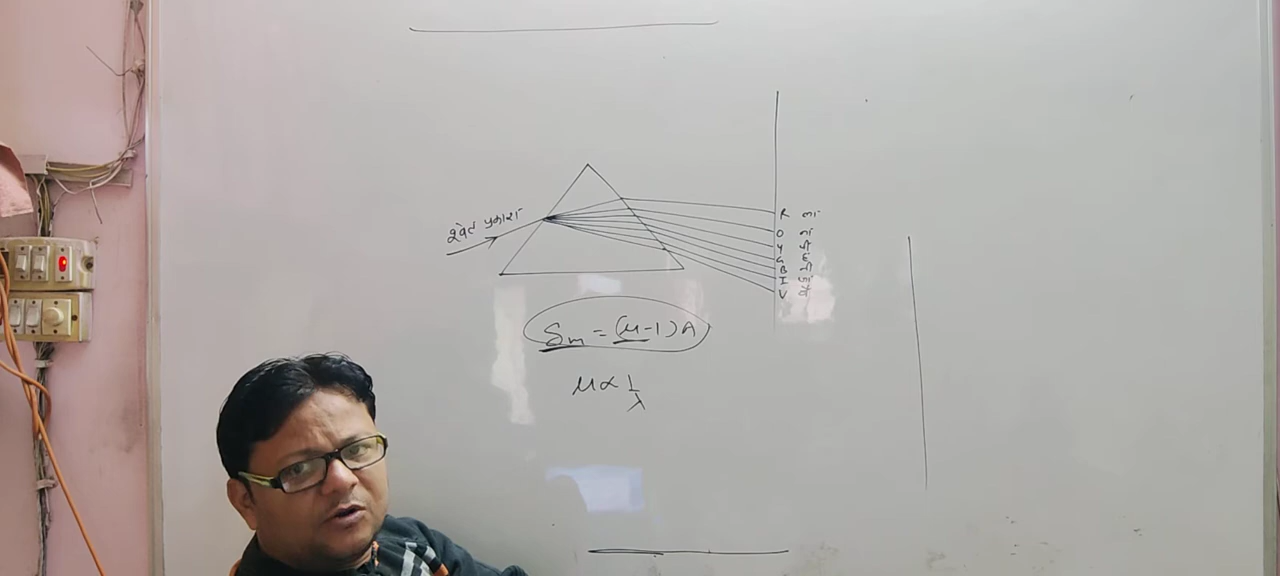 श्वेत प्रकाश
R ला
O ना
Y पी
G ह
B नी
I जा
V बै
δm = (μ-1)A
μ ∝ 1/λ